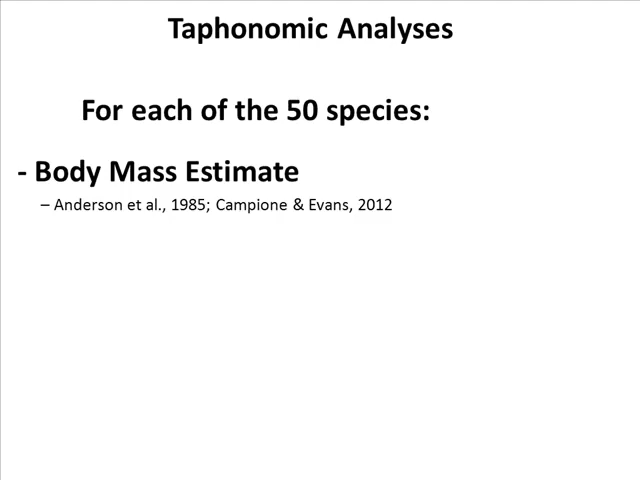 Taphonomic Analyses
For each of the 50 species:
- Body Mass Estimate
– Anderson et al., 1985; Campione & Evans, 2012